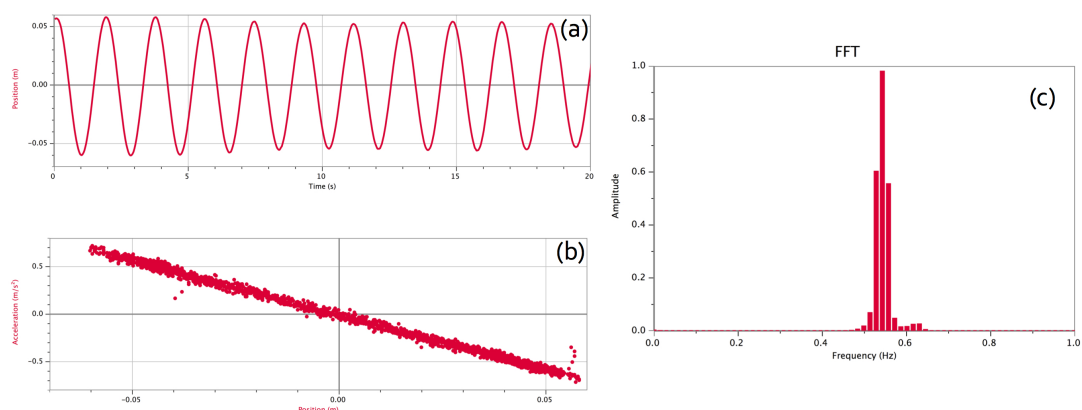 (a)
0.05
0.00
−0.05
Position (m)
0
5
10
15
20
Time (s)
(b)
0.5
0.0
−0.5
Acceleration (m/s²)
−0.05
0.00
0.05
Position (m)
FFT
(c)
1.0
0.8
0.6
0.4
0.2
0.0
Amplitude
0.0
0.2
0.4
0.6
0.8
1.0
Frequency (Hz)